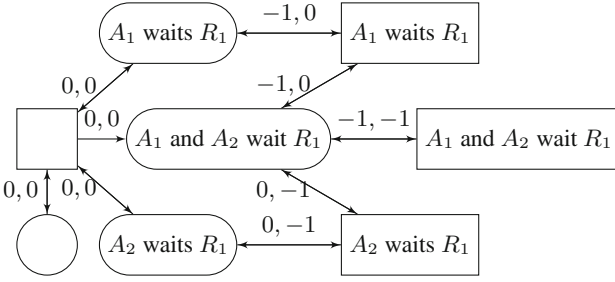 A₁ waits R₁
−1, 0
A₁ waits R₁
0, 0
−1, 0
0, 0
A₁ and A₂ wait R₁
−1, −1
A₁ and A₂ wait R₁
0, 0
0, 0
0, −1
A₂ waits R₁
0, −1
A₂ waits R₁